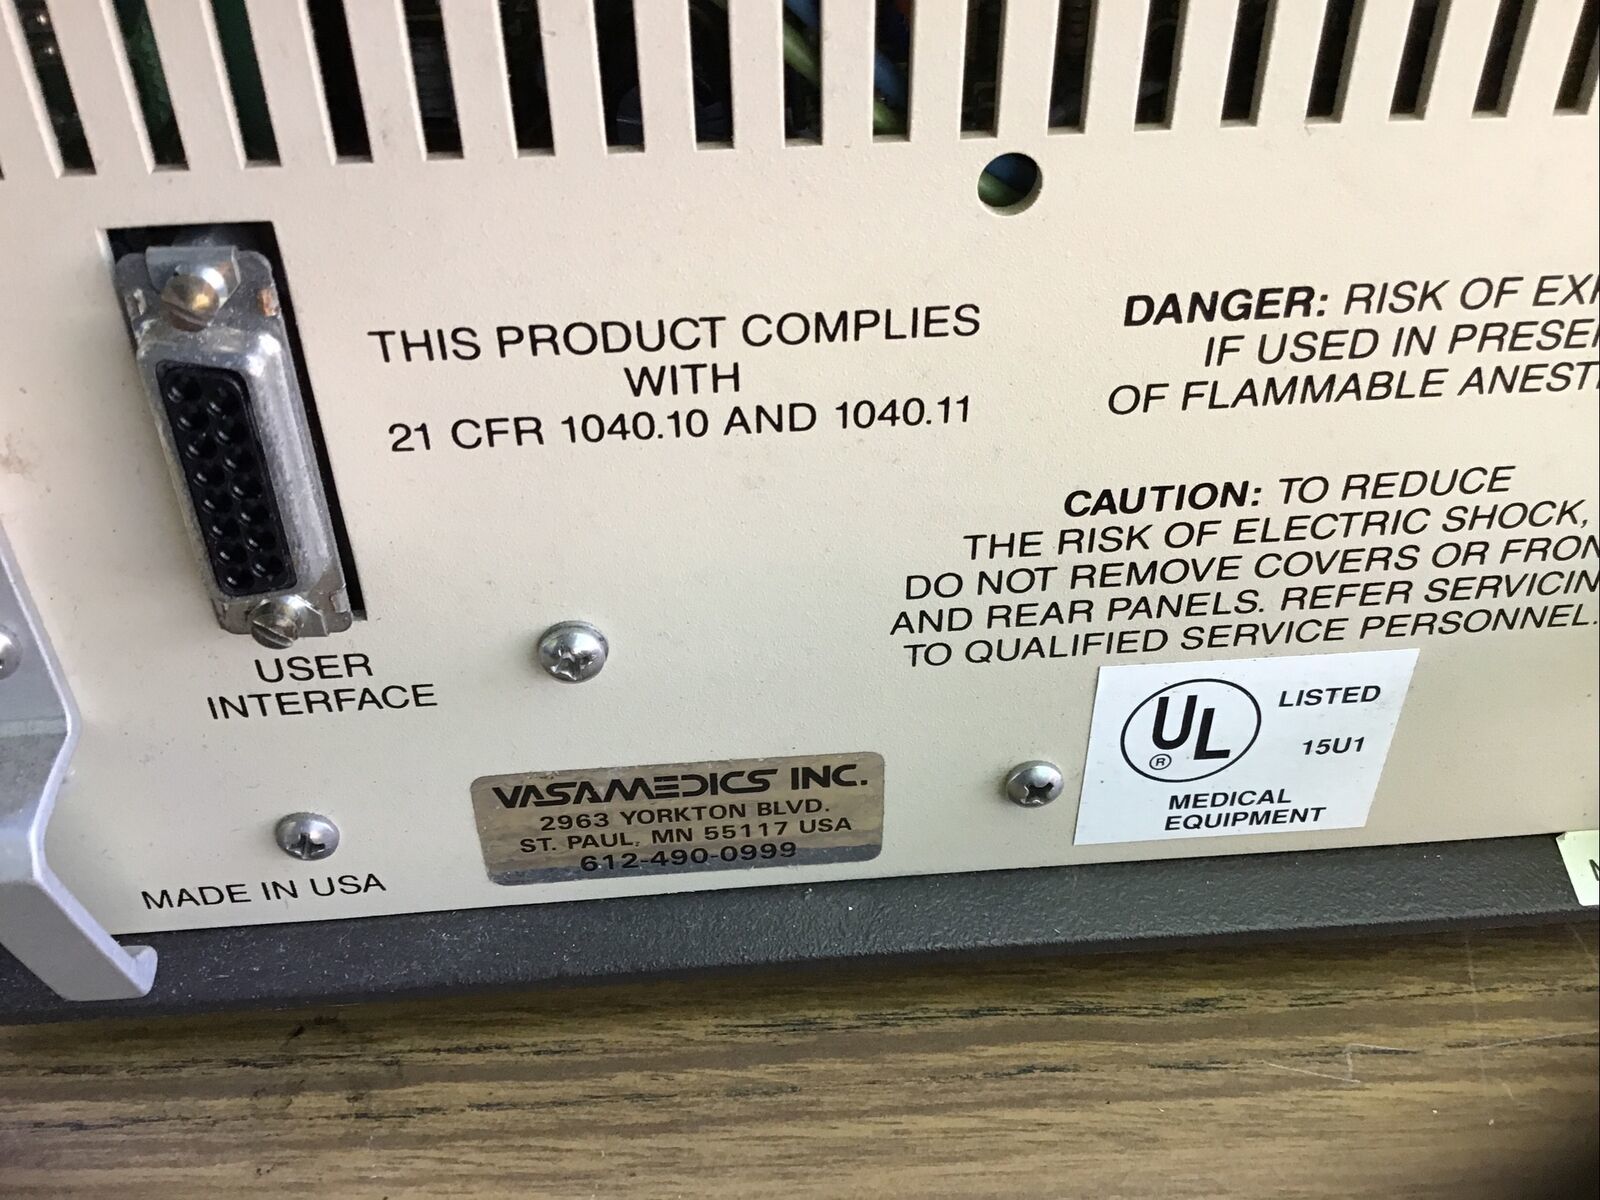 THIS PRODUCT COMPLIES
WITH
21 CFR 1040.10 AND 1040.11
DANGER: RISK OF
IF USED IN
OF FLAMMABLE
CAUTION: TO REDUCE
THE RISK OF ELECTRIC SHOCK,
DO NOT REMOVE COVERS OR
AND REAR PANELS. REFER
TO QUALIFIED SERVICE PERSONNEL.
USER
INTERFACE
UL
®
LISTED
15U1
MEDICAL
EQUIPMENT
VASAMEDICS INC.
2963 YORKTON BLVD.
ST. PAUL, MN 55117 USA
612-490-0999
MADE IN USA